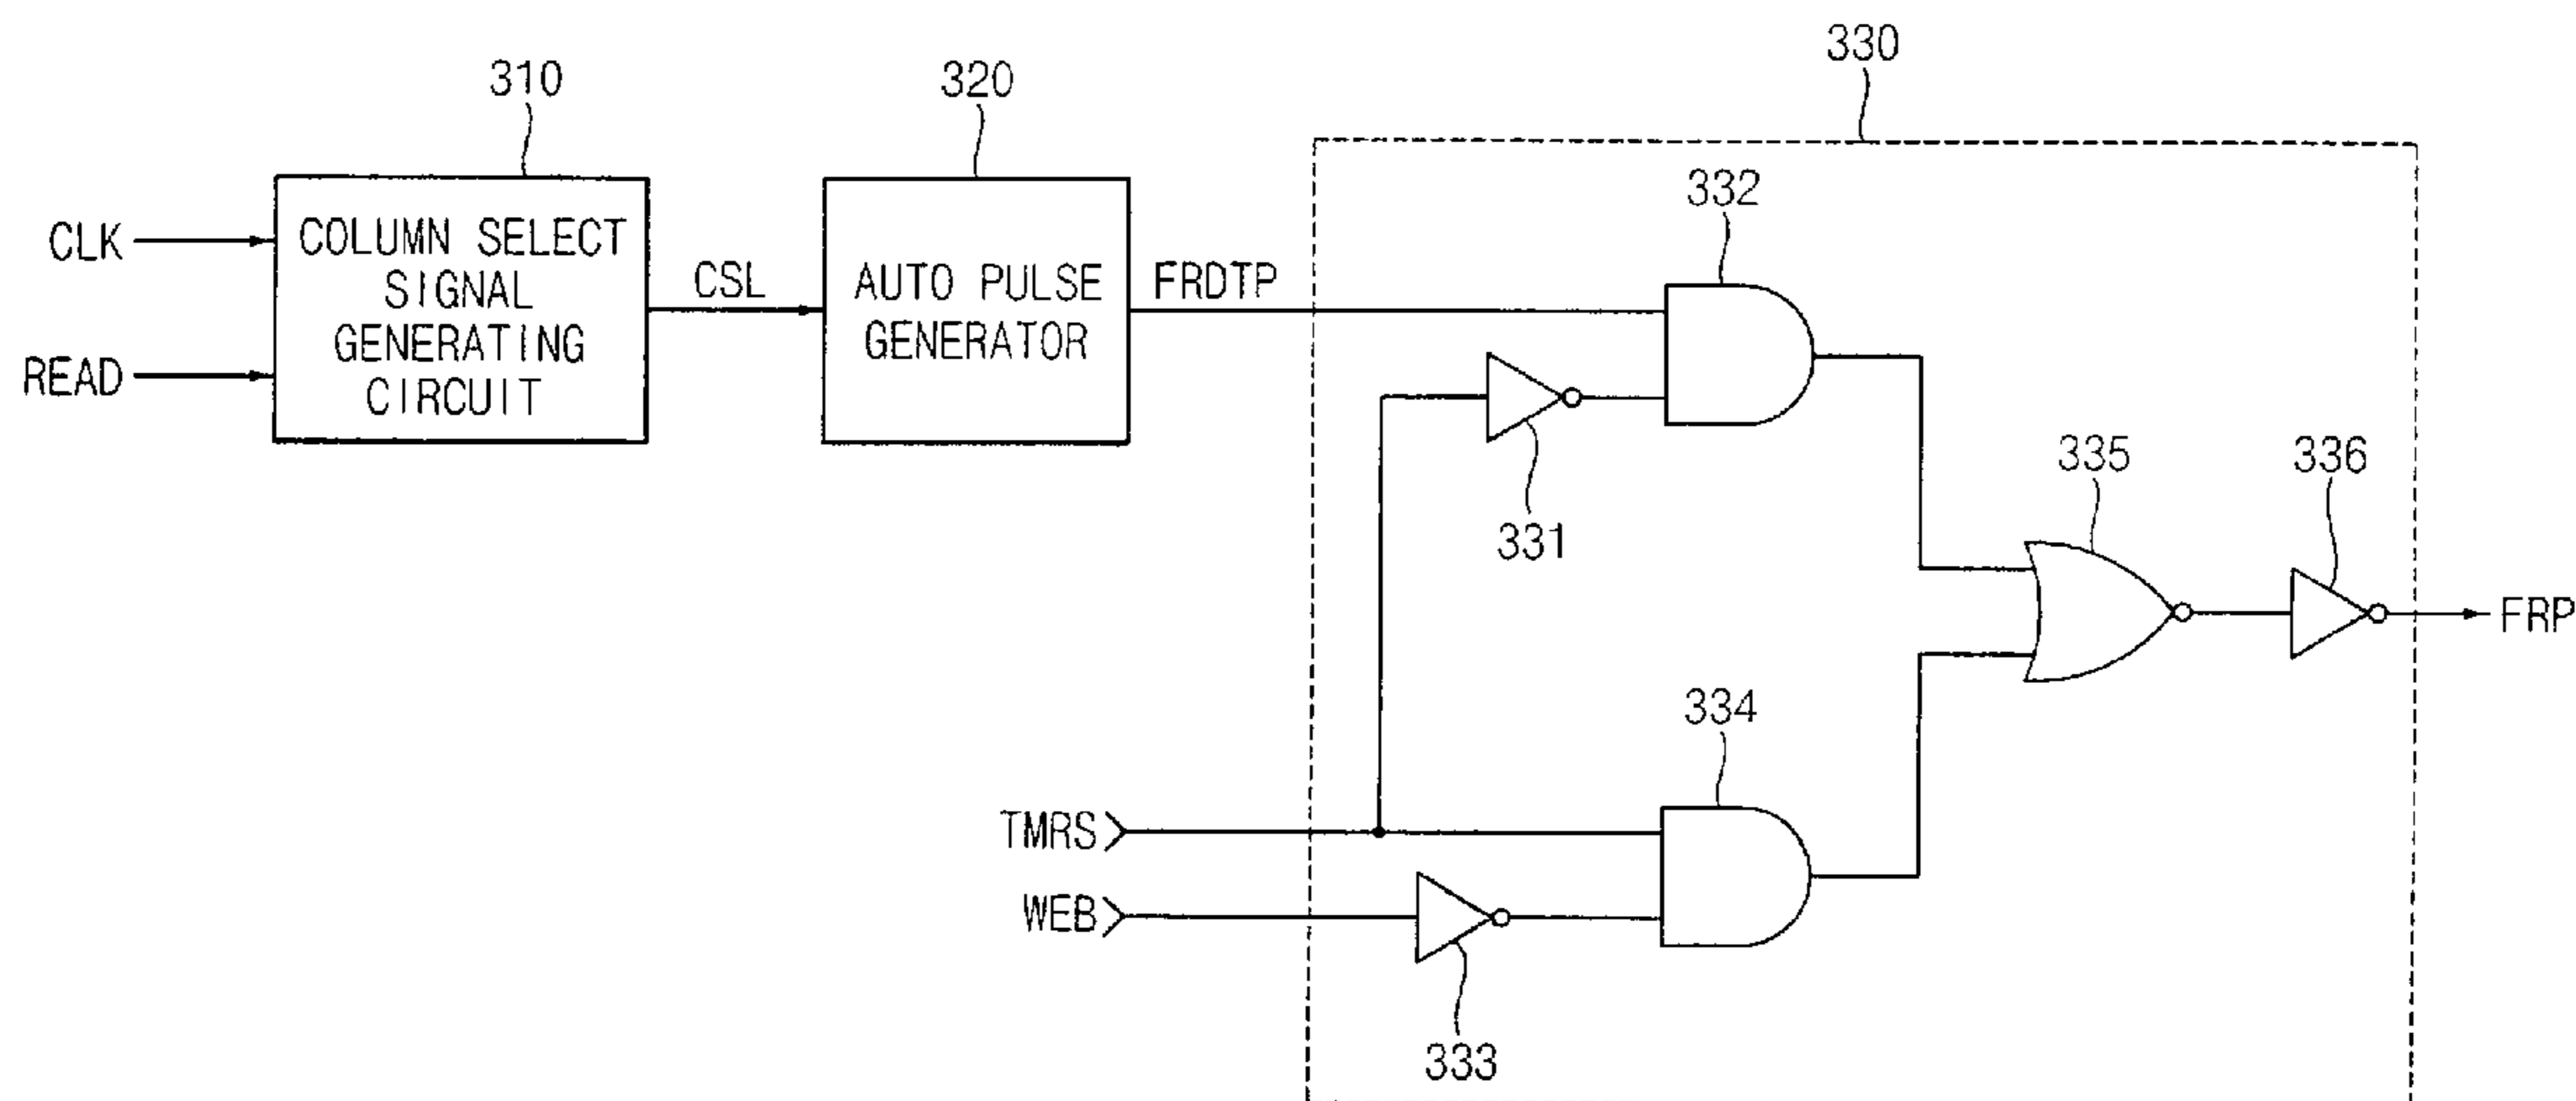 330
310
320
332
CLK
COLUMN SELECT
SIGNAL
GENERATING
CIRCUIT
READ
CSL
AUTO PULSE
GENERATOR
FRDTP
331
335
336
FRP
334
TMRS
WEB
333